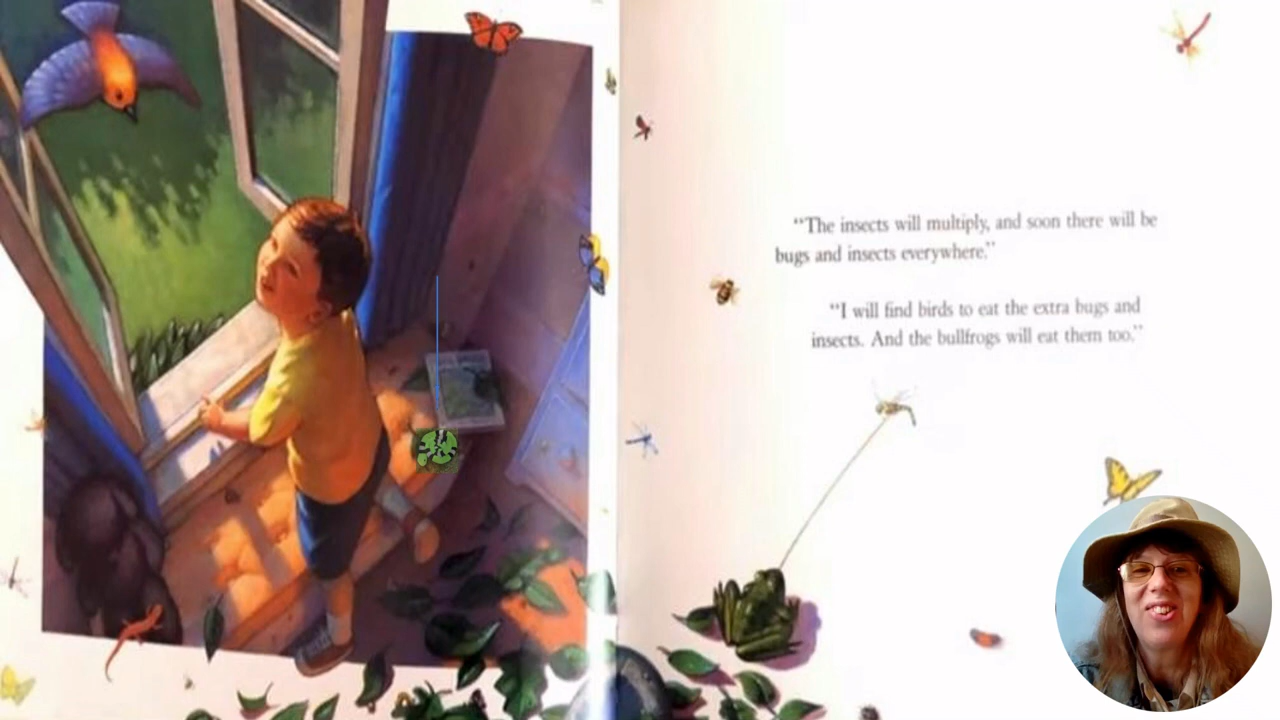 “The insects will multiply, and soon there will be
bugs and insects everywhere.”
“I will find birds to eat the extra bugs and
insects. And the bullfrogs will eat them too.”